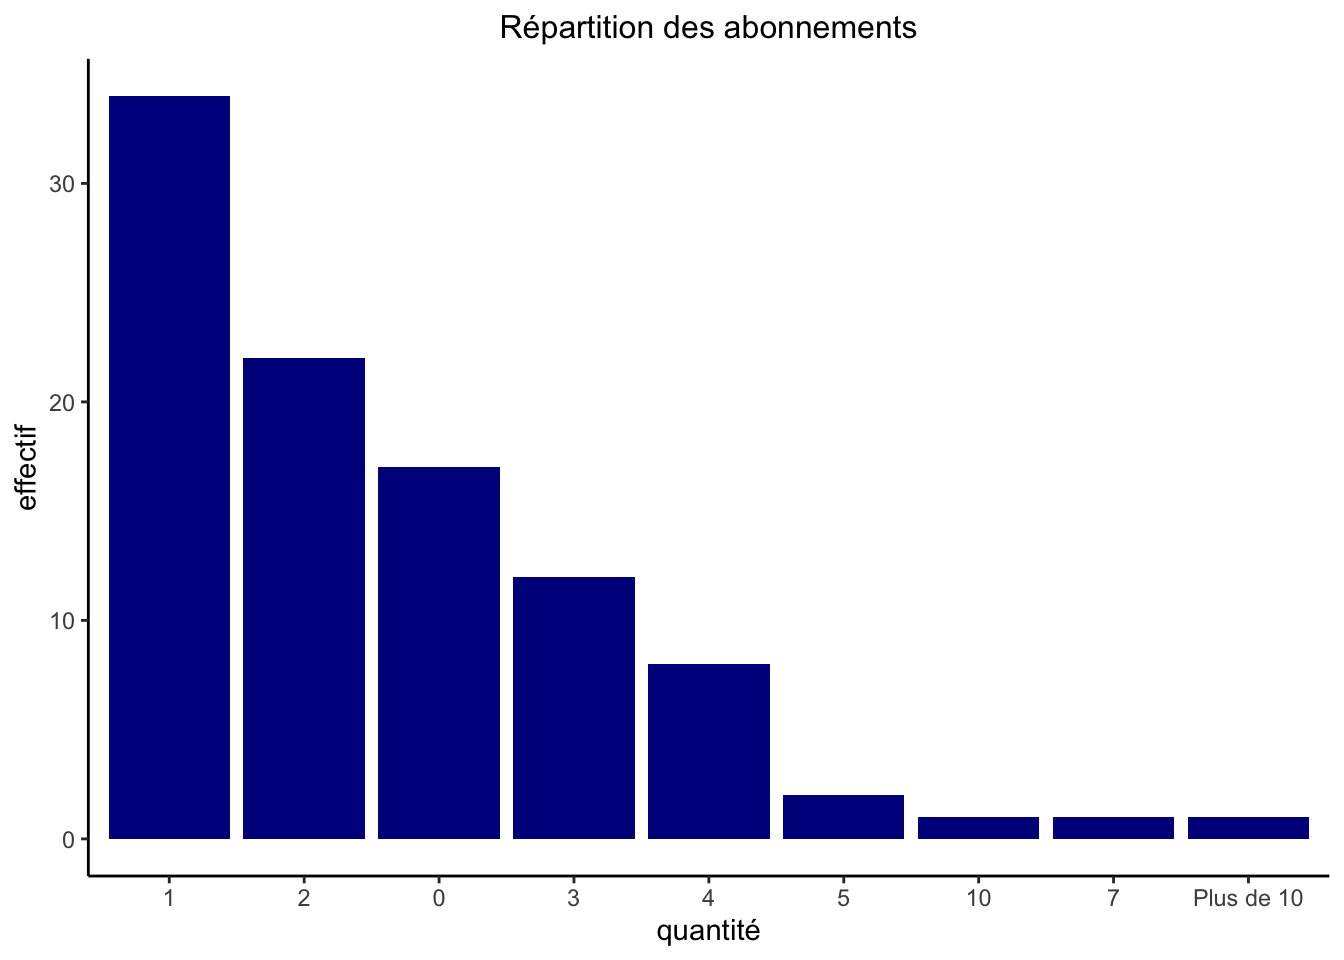 Répartition des abonnements
30
20
10
0
effectif
1 2 0 3 4 5 10 7 Plus de 10
quantité